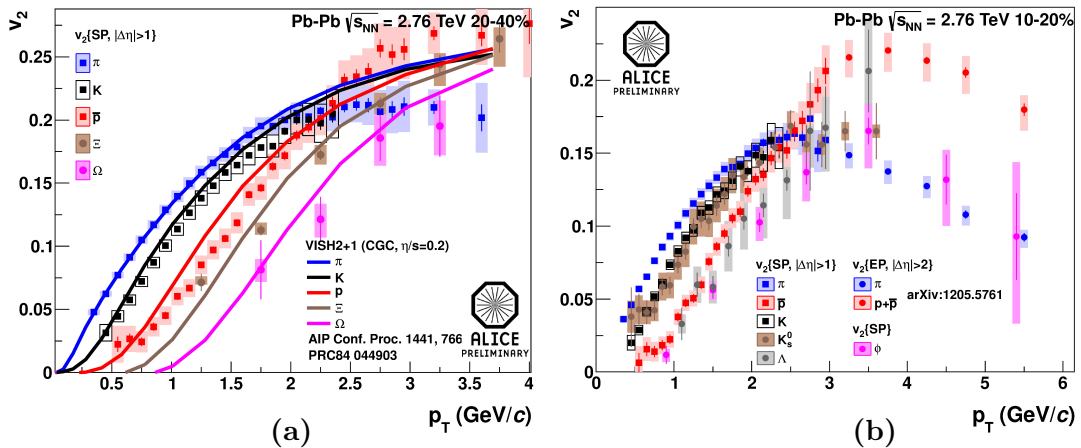 v₂
Pb-Pb √sNN = 2.76 TeV 20-40%
v₂{SP, |Δη|>1}
π
K
p̅
Ξ
Ω
0.25
0.2
0.15
0.1
0.05
0
VISH2+1 (CGC, η/s=0.2)
π
K
p
Ξ
Ω
AIP Conf. Proc. 1441, 766
PRC84 044903
ALICE
PRELIMINARY
0.5 1 1.5 2 2.5 3 3.5 4
p_T (GeV/c)
(a)
v₂
Pb-Pb √sNN = 2.76 TeV 10-20%
ALICE
PRELIMINARY
0.2
0.15
0.1
0.05
0.00
v₂{SP, |Δη|>1}
π
p̅
K
K⁰s
Λ
v₂{EP, |Δη|>2}
π
p+p̅
arXiv:1205.5761
v₂{SP}
ϕ
0 1 2 3 4 5 6
p_T (GeV/c)
(b)